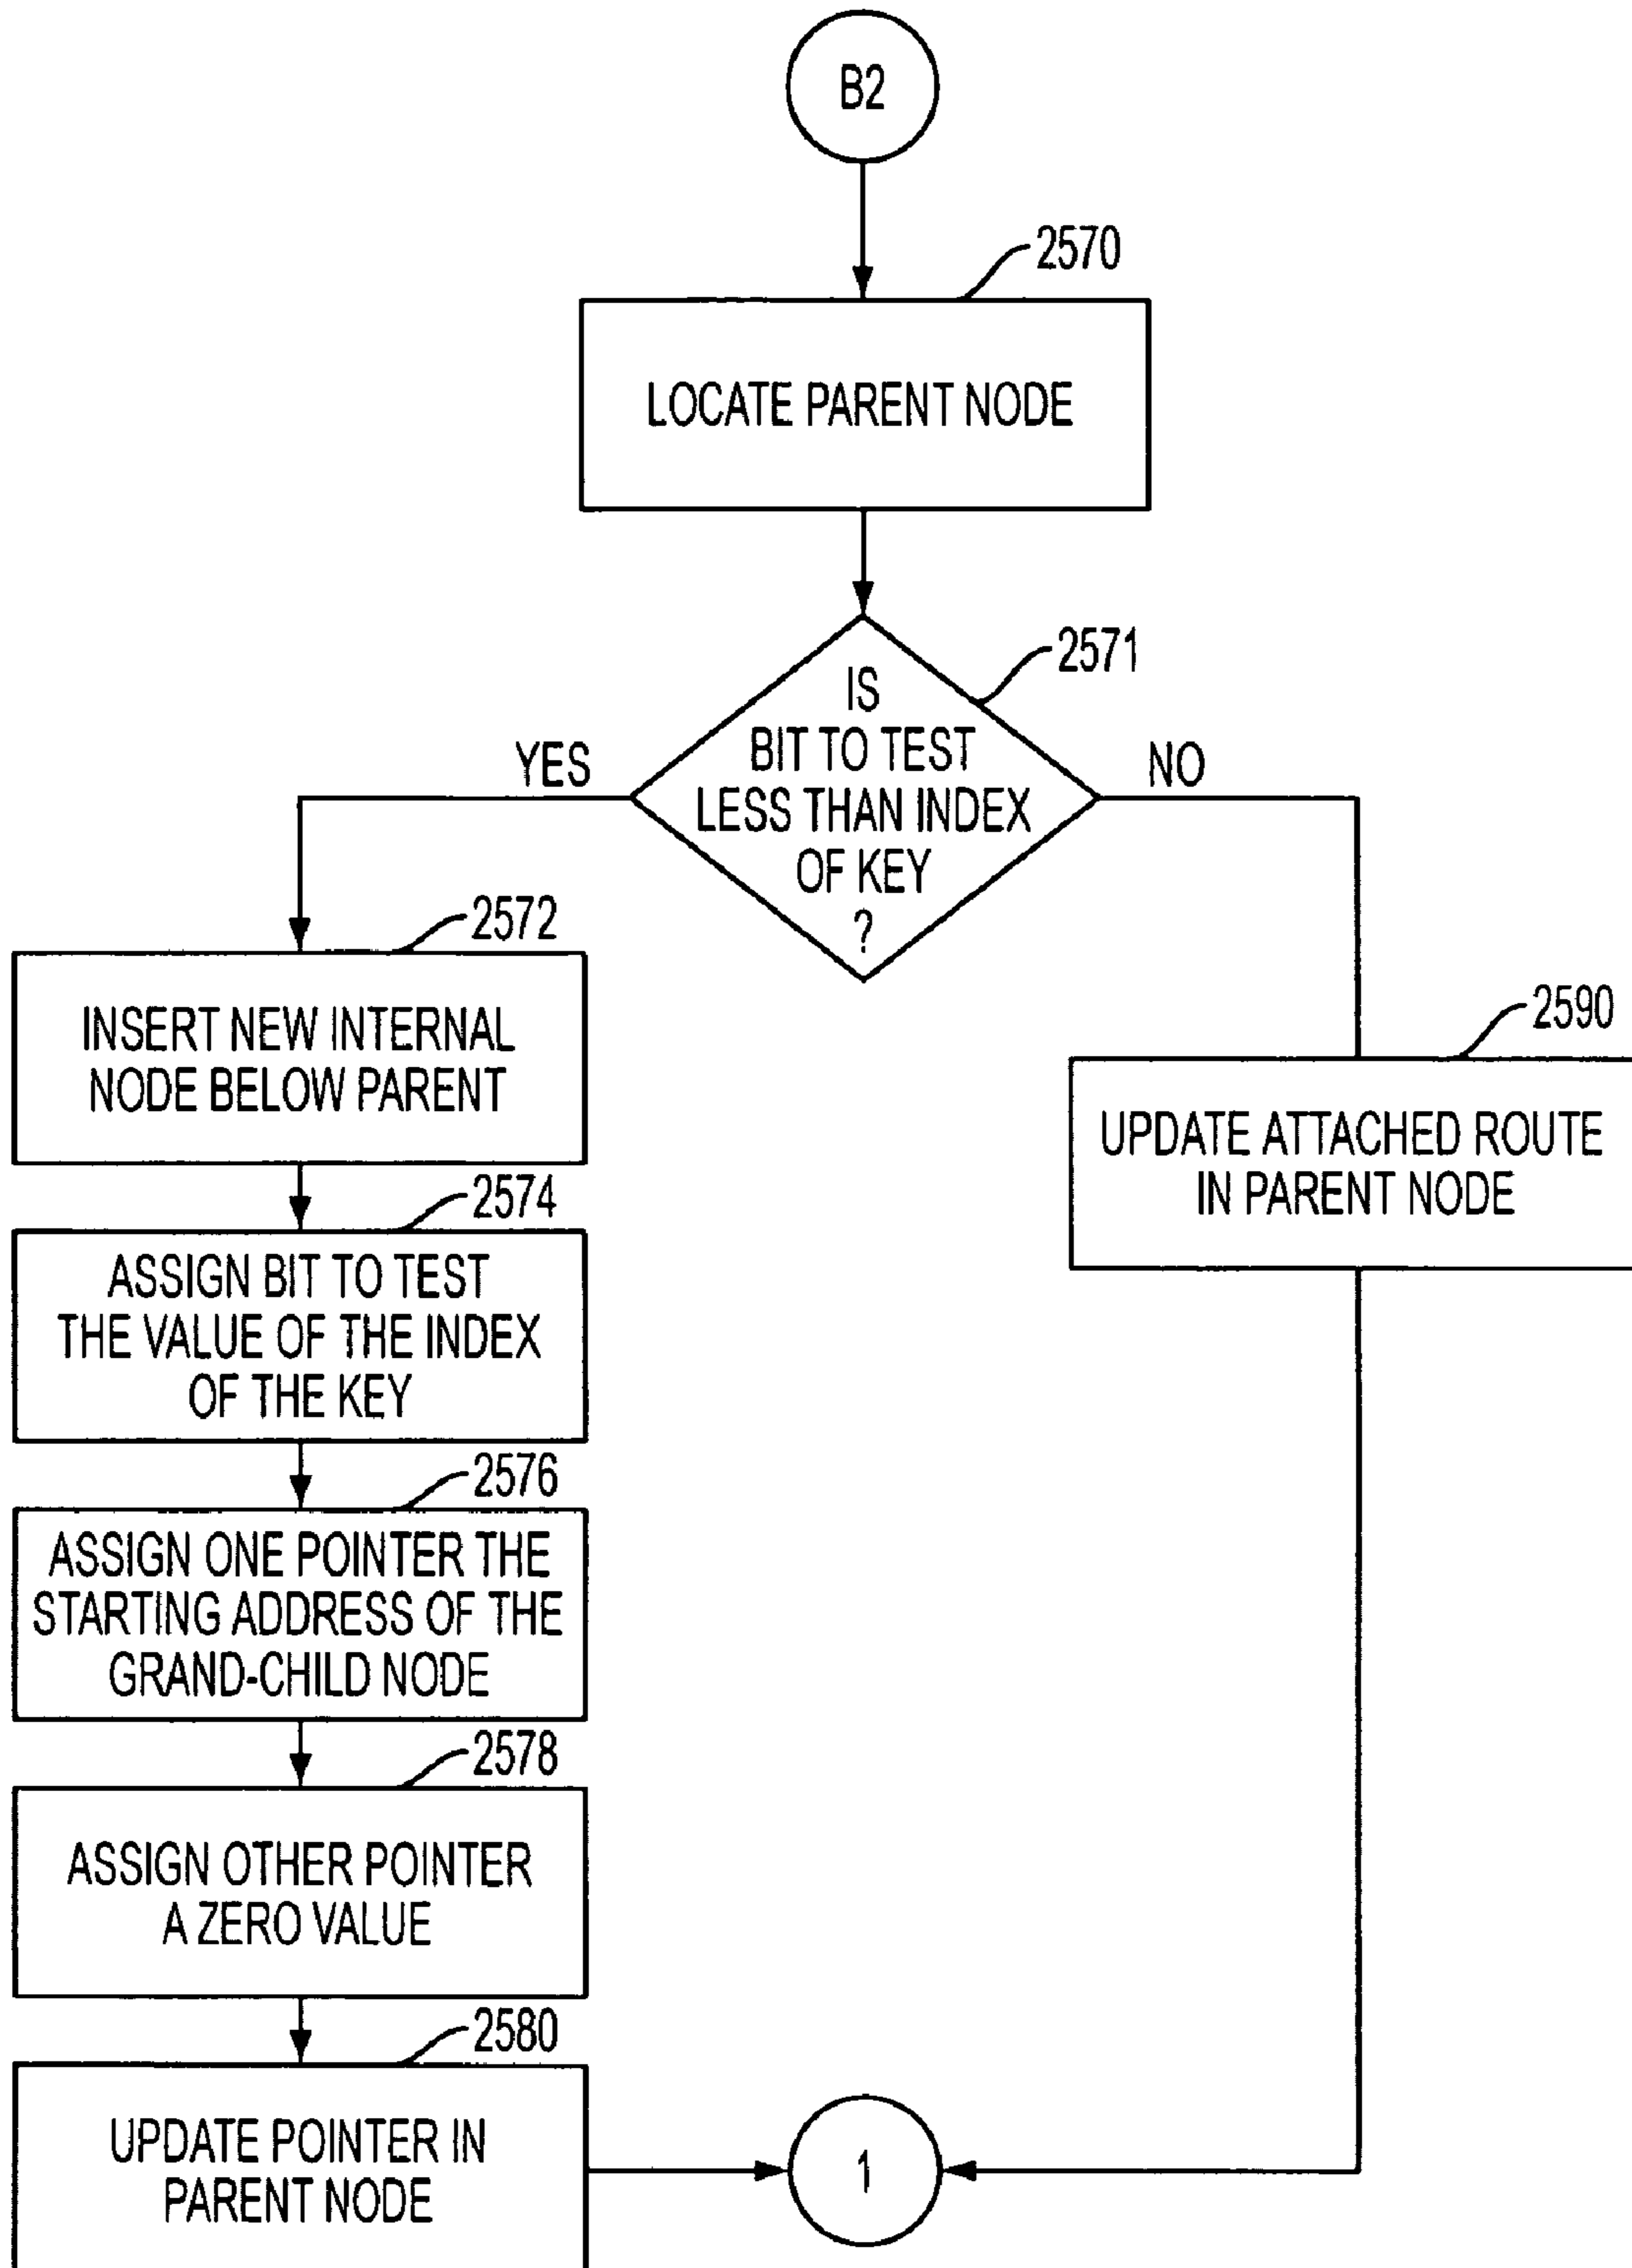 B2
2570
LOCATE PARENT NODE
2571
IS
BIT TO TEST
LESS THAN INDEX
OF KEY
?
YES
NO
2572
INSERT NEW INTERNAL
NODE BELOW PARENT
2590
UPDATE ATTACHED ROUTE
IN PARENT NODE
2574
ASSIGN BIT TO TEST
THE VALUE OF THE INDEX
OF THE KEY
2576
ASSIGN ONE POINTER THE
STARTING ADDRESS OF THE
GRAND-CHILD NODE
2578
ASSIGN OTHER POINTER
A ZERO VALUE
2580
UPDATE POINTER IN
PARENT NODE
1